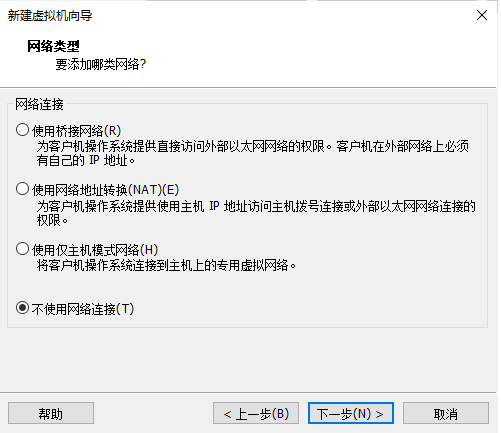 新建虚拟机向导
网络类型
要添加哪类网络?
网络连接
使用桥接网络(R)
为客户机操作系统提供直接访问外部以太网网络的权限。客户机在外部网络上必须
有自己的 IP 地址。
使用网络地址转换(NAT)(E)
为客户机操作系统提供使用主机 IP 地址访问主机拨号连接或外部以太网网络连接的
权限。
使用仅主机模式网络(H)
将客户机操作系统连接到主机上的专用虚拟网络。
不使用网络连接(T)
帮助
< 上一步(B)
下一步(N) >
取消